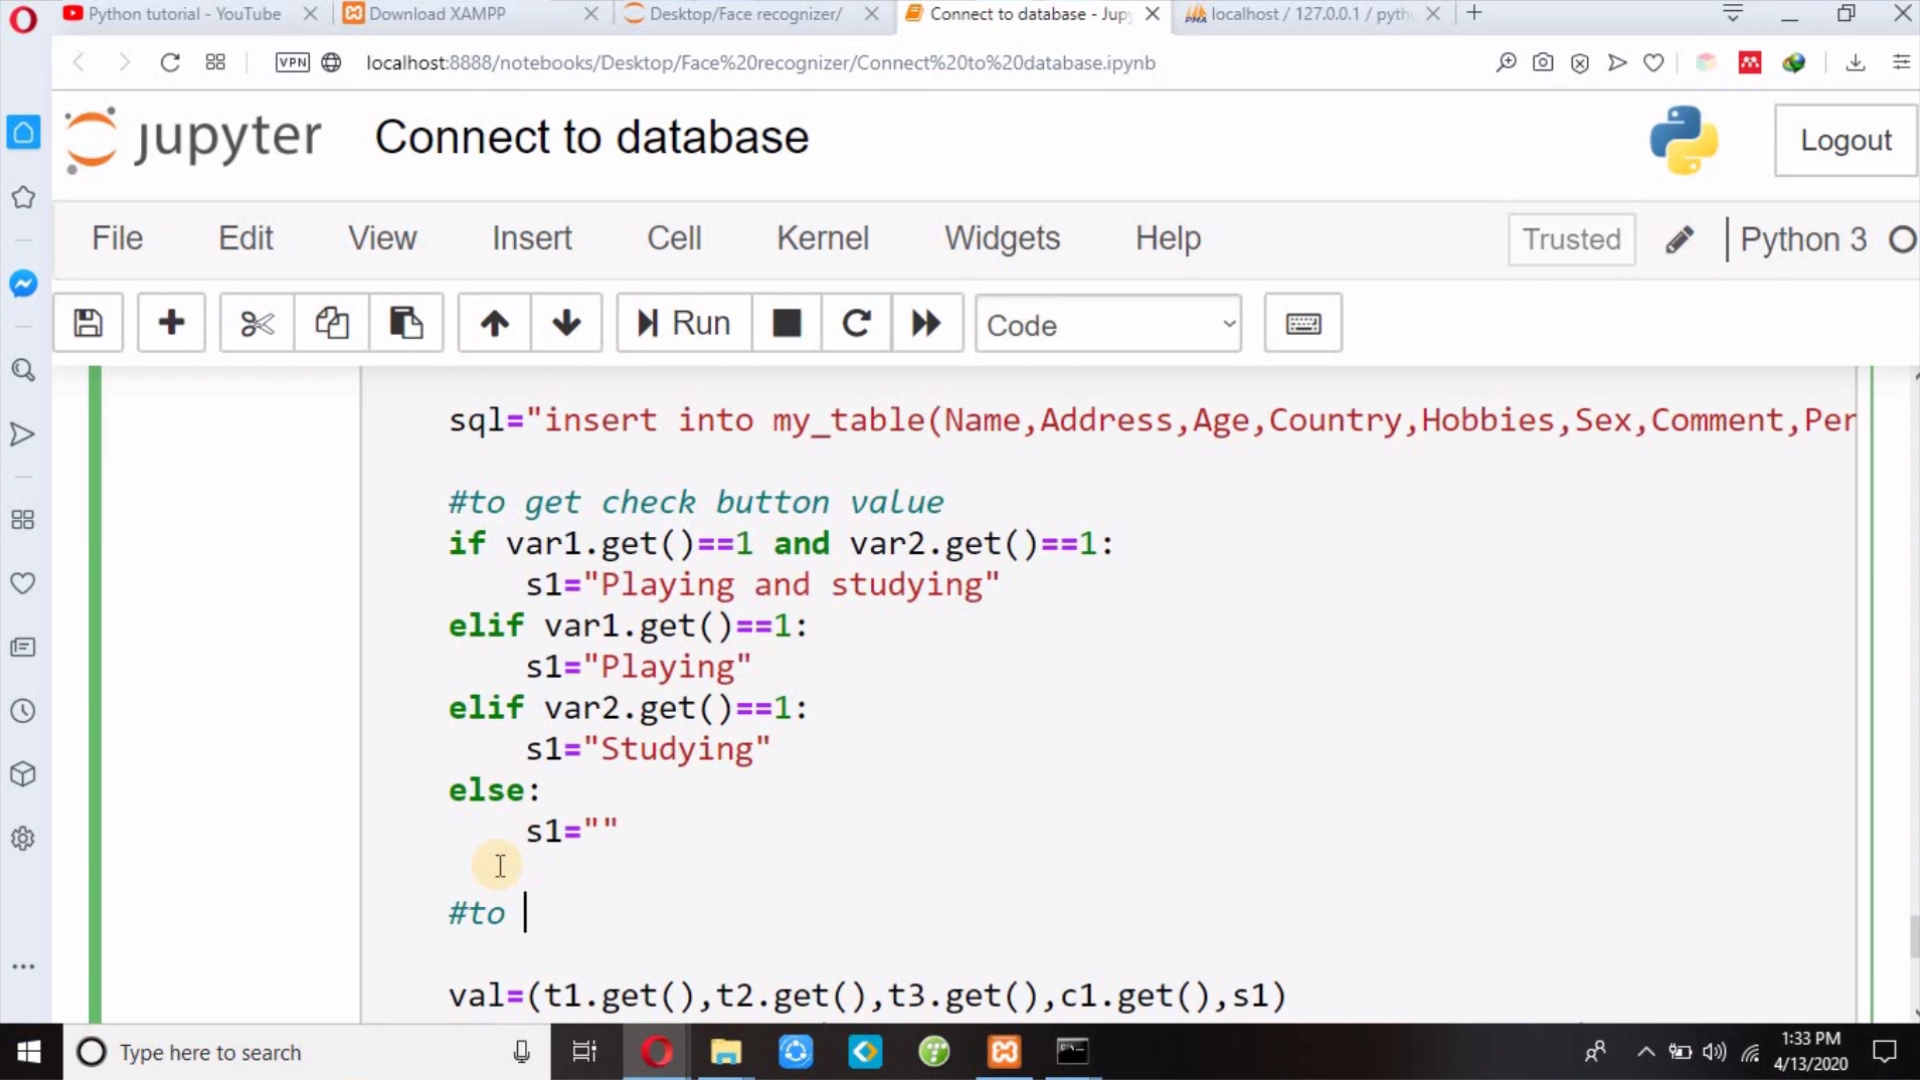 Python tutorial - YouTube
Download XAMPP
Desktop/Face recognizer/
Connect to database - Jup
localhost / 127.0.0.1 / pyth
VPN
localhost:8888/notebooks/Desktop/Face%20recognizer/Connect%20to%20database.ipynb
jupyter
Connect to database
Logout
File
Edit
View
Insert
Cell
Kernel
Widgets
Help
Trusted
Python 3
Run
Code
sql="insert into my_table(Name,Address,Age,Country,Hobbies,Sex,Comment,Per
#to get check button value
if var1.get()==1 and var2.get()==1:
s1="Playing and studying"
elif var1.get()==1:
s1="Playing"
elif var2.get()==1:
s1="Studying"
else:
s1=""
#to
val=(t1.get(),t2.get(),t3.get(),c1.get(),s1)
Type here to search
1:33 PM
4/13/2020